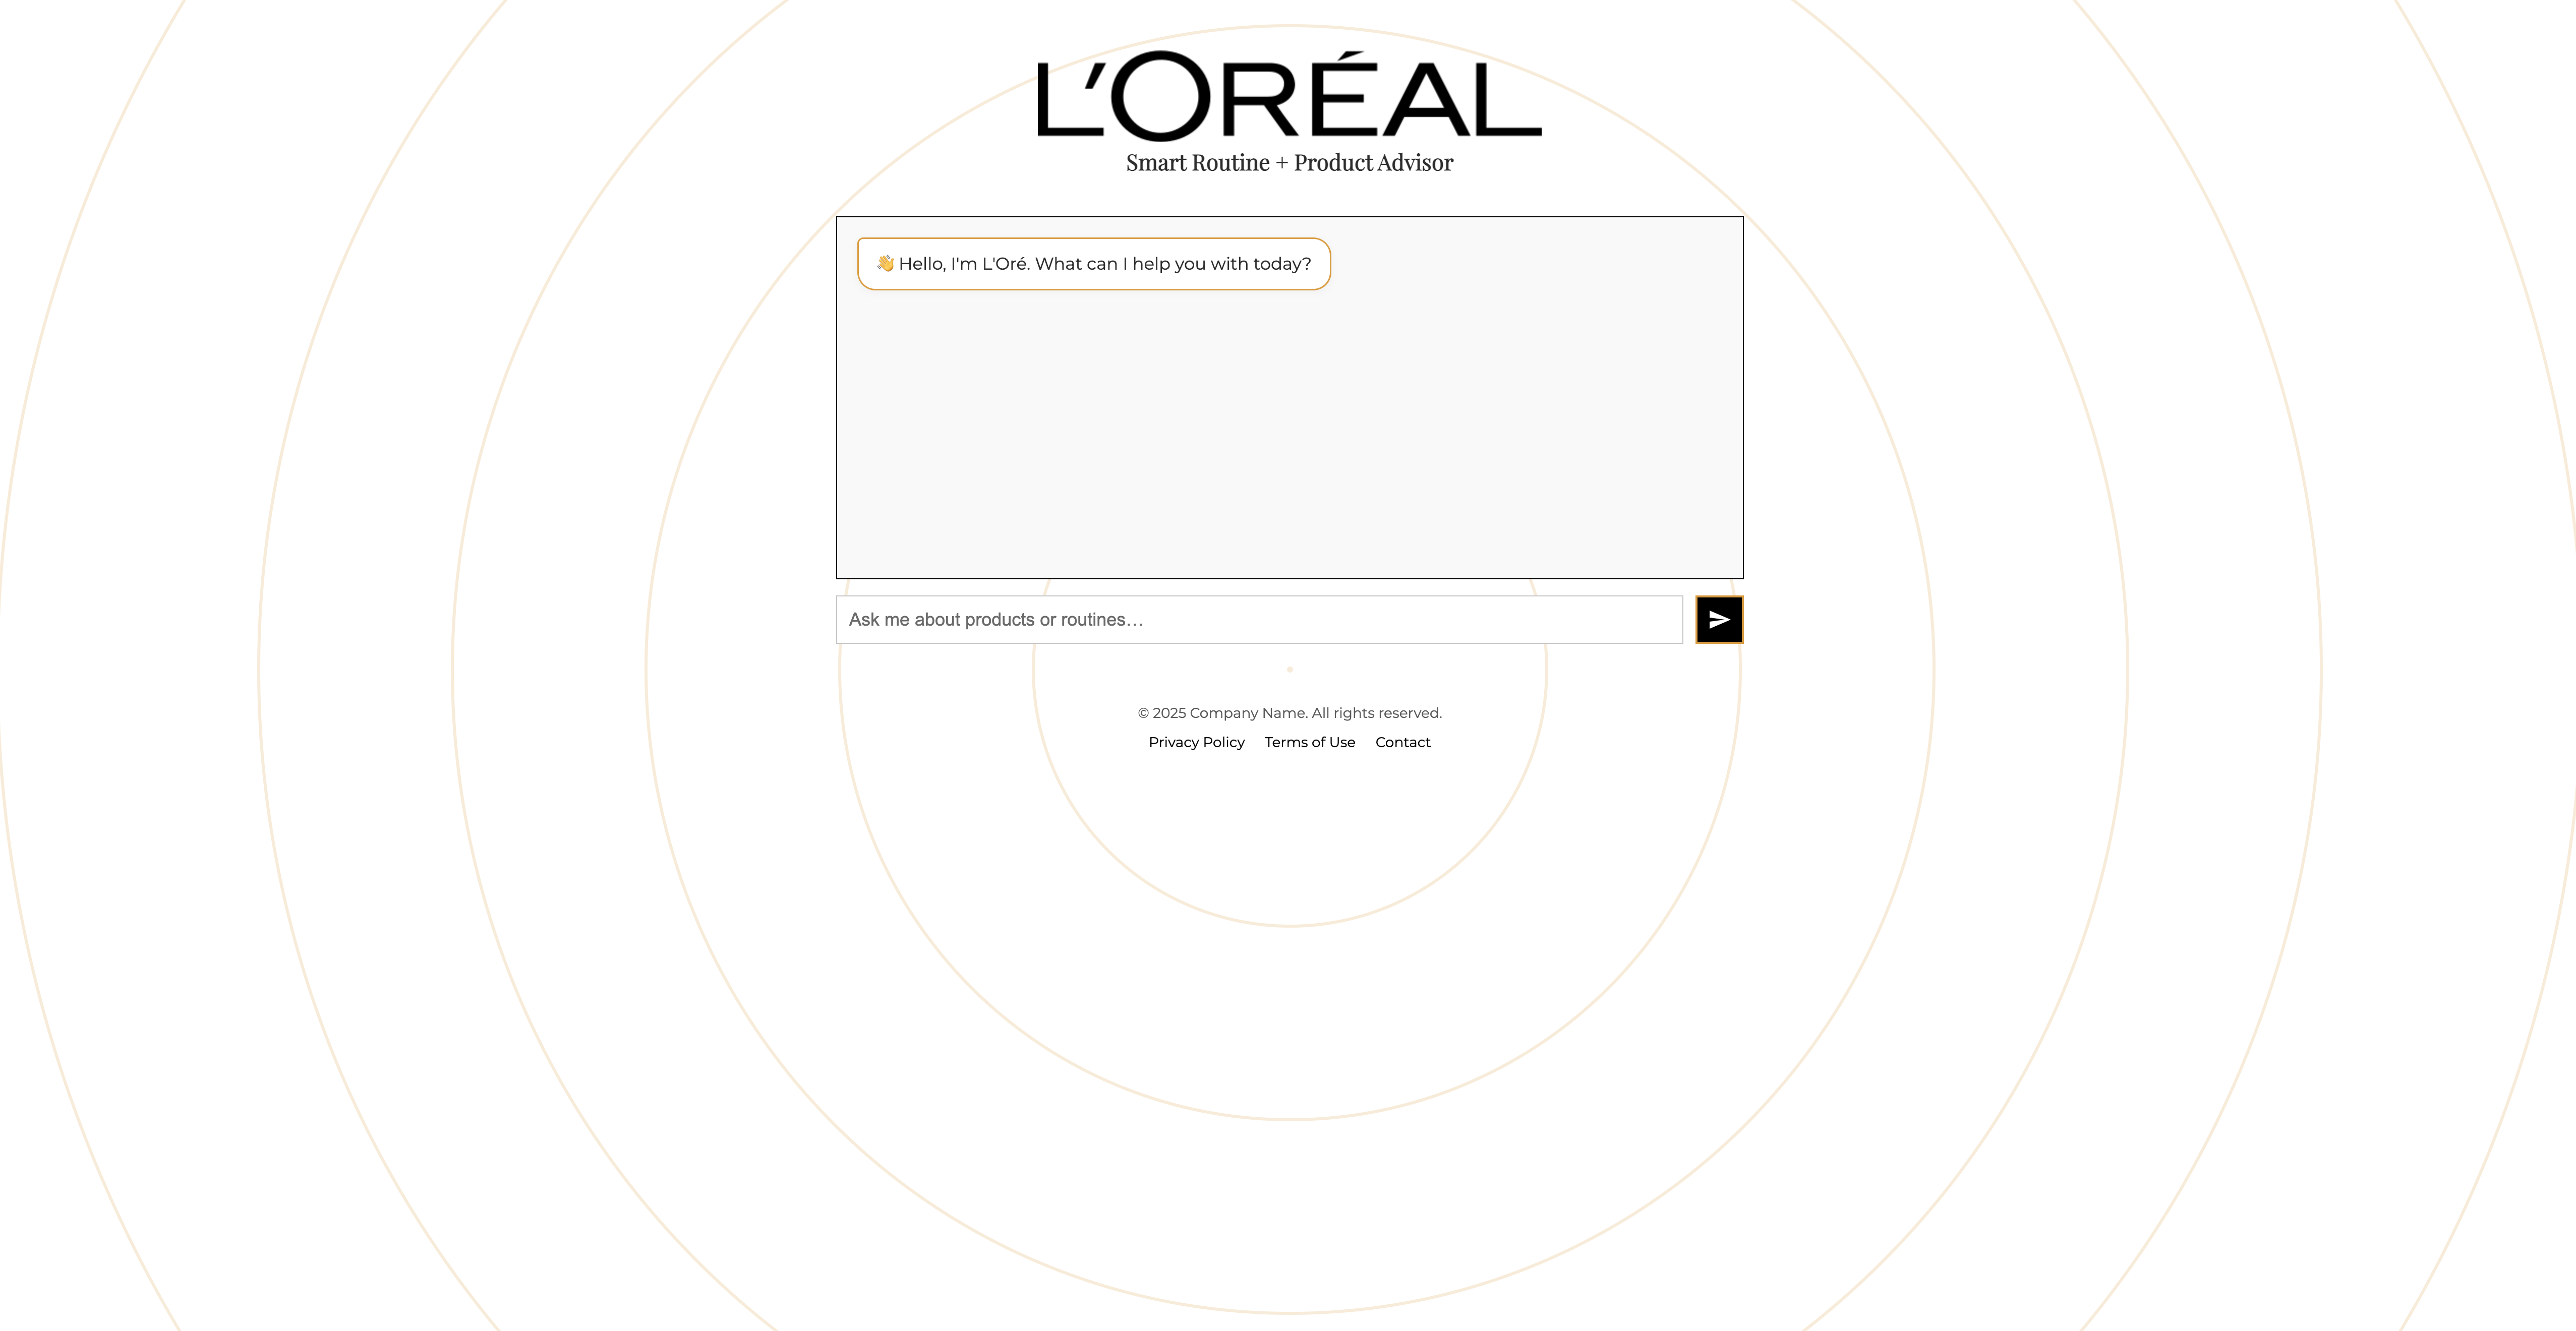 L'ORÉAL
Smart Routine + Product Advisor
👋 Hello, I'm L'Oré. What can I help you with today?
Ask me about products or routines…
© 2025 Company Name. All rights reserved.
Privacy Policy Terms of Use Contact